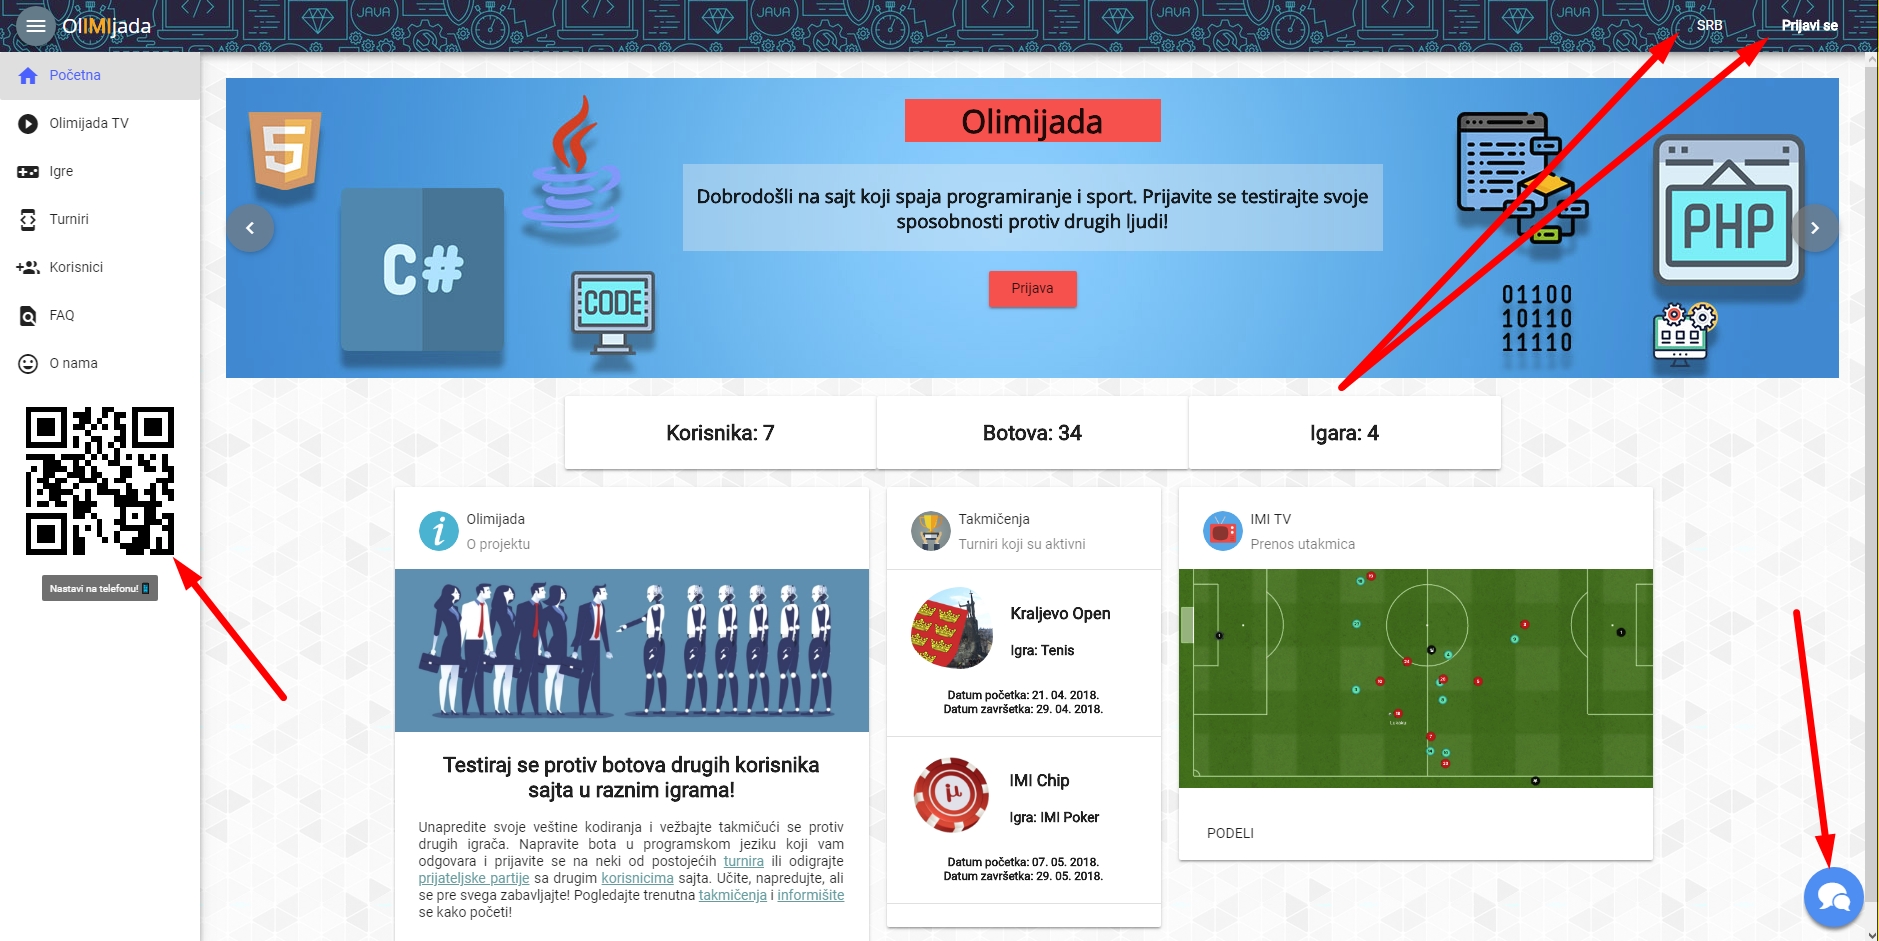 OlIMIjada
SRB
Prijavi se
Početna
Olimijada TV
Igre
Turniri
Korisnici
FAQ
O nama
Nastavi na telefonu!
5
C#
CODE
Olimijada
Dobrodošli na sajt koji spaja programiranje i sport. Prijavite se testirajte svoje
sposobnosti protiv drugih ljudi!
Prijava
PHP
01100
10110
11110
Korisnika: 7
Botova: 34
Igara: 4
Olimijada
O projektu
Testiraj se protiv botova drugih korisnika
sajta u raznim igrama!
Unapredite svoje veštine kodiranja i vežbajte takmičući se protiv
drugih igrača. Napravite bota u programskom jeziku koji vam
odgovara i prijavite se na neki od postojećih turnira ili odigrajte
prijateljske partije sa drugim korisnicima sajta. Učite, napredujte, ali
se pre svega zabavljajte! Pogledajte trenutna takmičenja i informišite
se kako početi!
Takmičenja
Turniri koji su aktivni
Kraljevo Open
Igra: Tenis
Datum početka: 21. 04. 2018.
Datum završetka: 29. 04. 2018.
IMI Chip
Igra: IMI Poker
Datum početka: 07. 05. 2018.
Datum završetka: 29. 05. 2018.
IMI TV
Prenos utakmica
PODELI